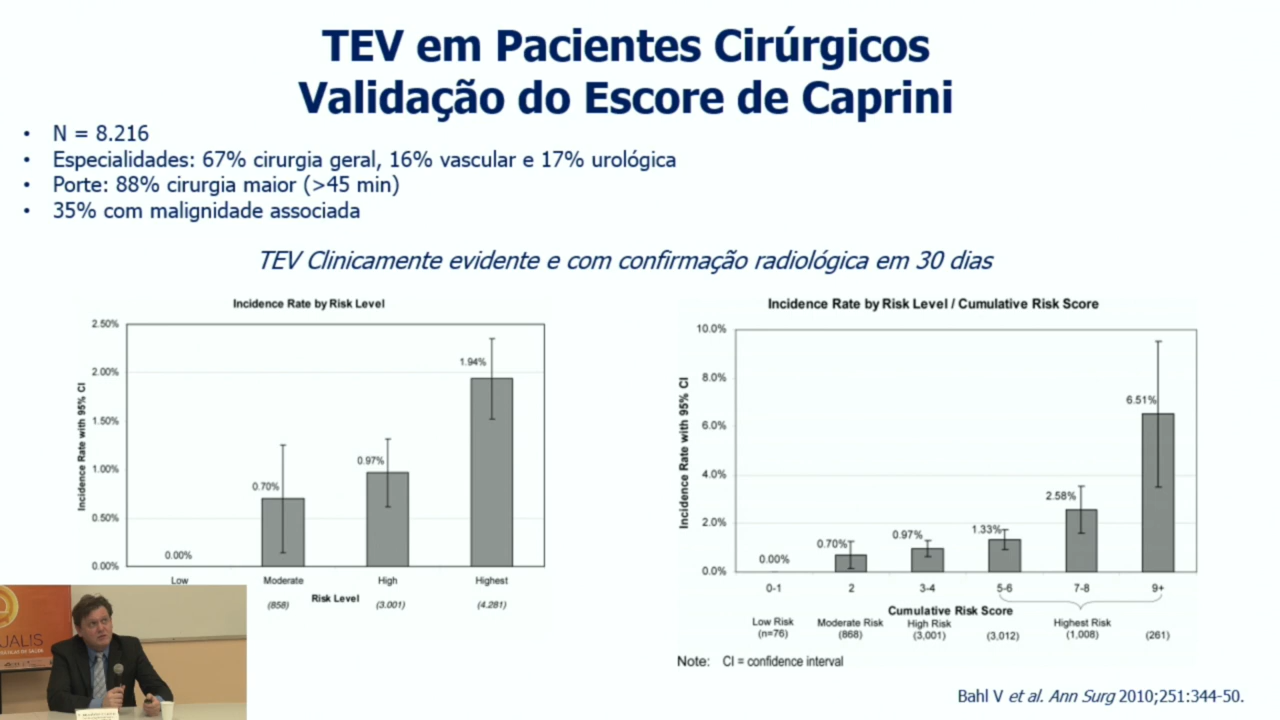 TEV em Pacientes Cirúrgicos
Validação do Escore de Caprini
• N = 8.216
• Especialidades: 67% cirurgia geral, 16% vascular e 17% urológica
• Porte: 88% cirurgia maior (>45 min)
• 35% com malignidade associada
TEV Clinicamente evidente e com confirmação radiológica em 30 dias
Incidence Rate by Risk Level
Incidence Rate with 95% CI
2.50%
2.00%
1.50%
1.00%
0.50%
0.00%
0.00%
0.70%
0.97%
1.94%
Low
Moderate
High
Highest
Risk Level
(858)
(3.001)
(4.281)
Incidence Rate by Risk Level / Cumulative Risk Score
Incidence Rate with 95% CI
10.0%
8.0%
6.0%
4.0%
2.0%
0.0%
0.00%
0.70%
0.97%
1.33%
2.58%
6.51%
0-1
2
3-4
5-6
7-8
9+
Cumulative Risk Score
Low Risk
(n=76)
Moderate Risk
(868)
High Risk
(3,001)
(3,012)
Highest Risk
(1,008)
(261)
Note: CI = confidence interval
Bahl V et al. Ann Surg 2010;251:344-50.
JALIS